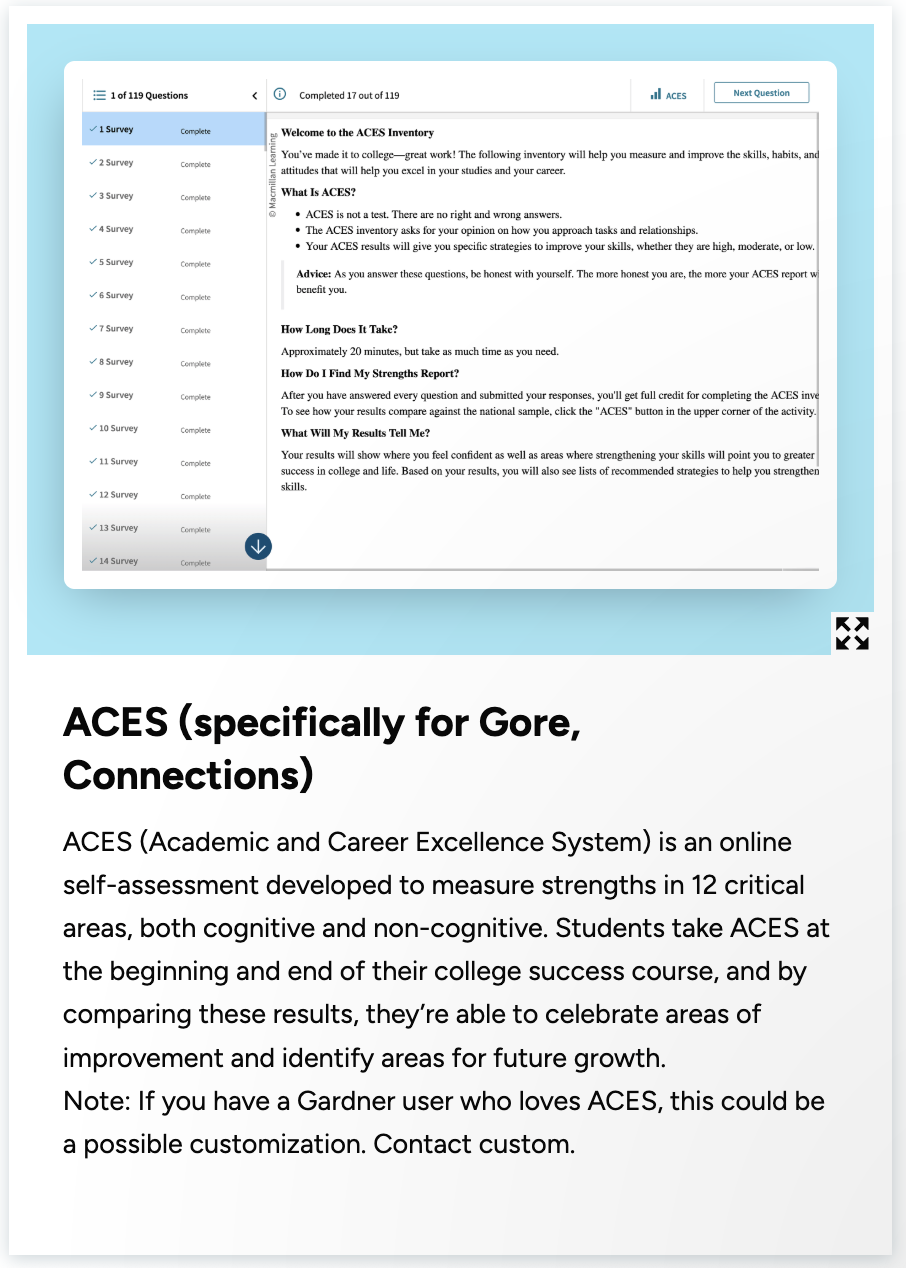 1 of 119 Questions
Completed 17 out of 119
ACES
Next Question
1 Survey Complete
2 Survey Complete
3 Survey Complete
4 Survey Complete
5 Survey Complete
6 Survey Complete
7 Survey Complete
8 Survey Complete
9 Survey Complete
10 Survey Complete
11 Survey Complete
12 Survey Complete
13 Survey Complete
14 Survey Complete
© Macmillan Learning
Welcome to the ACES Inventory
You've made it to college—great work! The following inventory will help you measure and improve the skills, habits, and
attitudes that will help you excel in your studies and your career.
What Is ACES?
• ACES is not a test. There are no right and wrong answers.
• The ACES inventory asks for your opinion on how you approach tasks and relationships.
• Your ACES results will give you specific strategies to improve your skills, whether they are high, moderate, or low.
Advice: As you answer these questions, be honest with yourself. The more honest you are, the more your ACES report w
benefit you.
How Long Does It Take?
Approximately 20 minutes, but take as much time as you need.
How Do I Find My Strengths Report?
After you have answered every question and submitted your responses, you'll get full credit for completing the ACES inve
To see how your results compare against the national sample, click the "ACES" button in the upper corner of the activity.
What Will My Results Tell Me?
Your results will show where you feel confident as well as areas where strengthening your skills will point you to greater
success in college and life. Based on your results, you will also see lists of recommended strategies to help you strengthen
skills.
ACES (specifically for Gore,
Connections)
ACES (Academic and Career Excellence System) is an online
self-assessment developed to measure strengths in 12 critical
areas, both cognitive and non-cognitive. Students take ACES at
the beginning and end of their college success course, and by
comparing these results, they're able to celebrate areas of
improvement and identify areas for future growth.
Note: If you have a Gardner user who loves ACES, this could be
a possible customization. Contact custom.